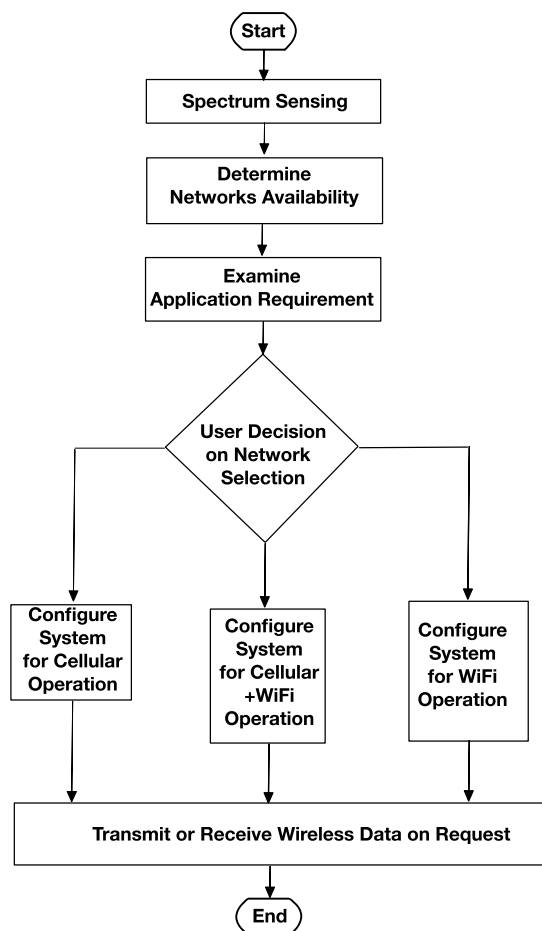 Start
Spectrum Sensing
Determine
Networks Availability
Examine
Application Requirement
User Decision
on Network
Selection
Configure
System
for Cellular
Operation
Configure
System
for Cellular
+WiFi
Operation
Configure
System
for WiFi
Operation
Transmit or Receive Wireless Data on Request
End